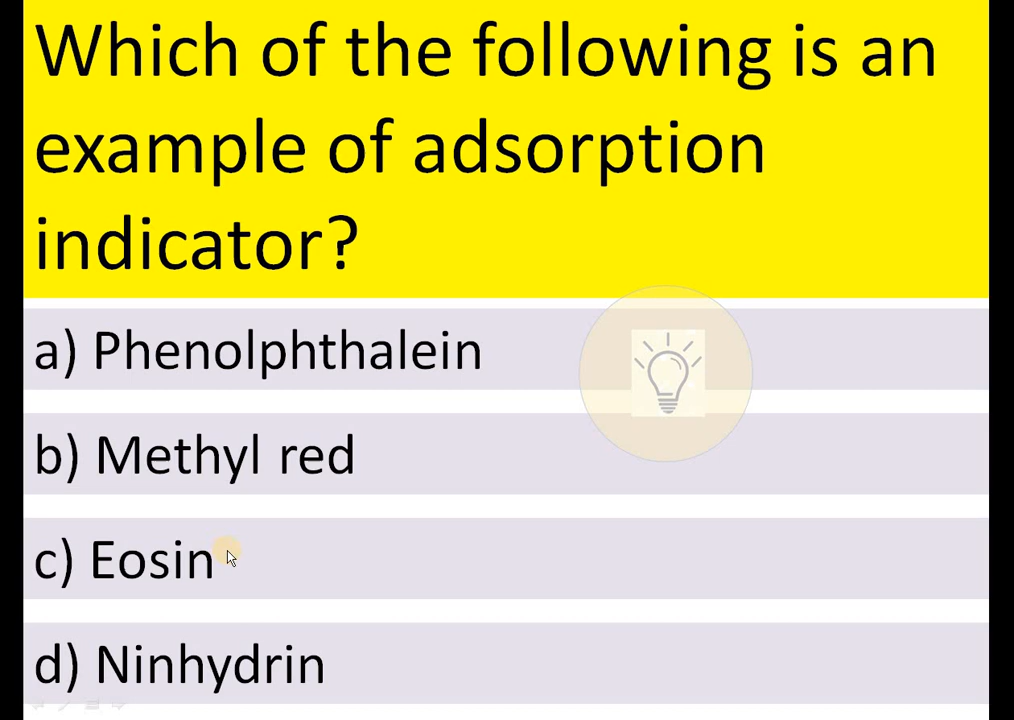 Which of the following is an
example of adsorption
indicator?
a) Phenolphthalein
b) Methyl red
c) Eosin
d) Ninhydrin